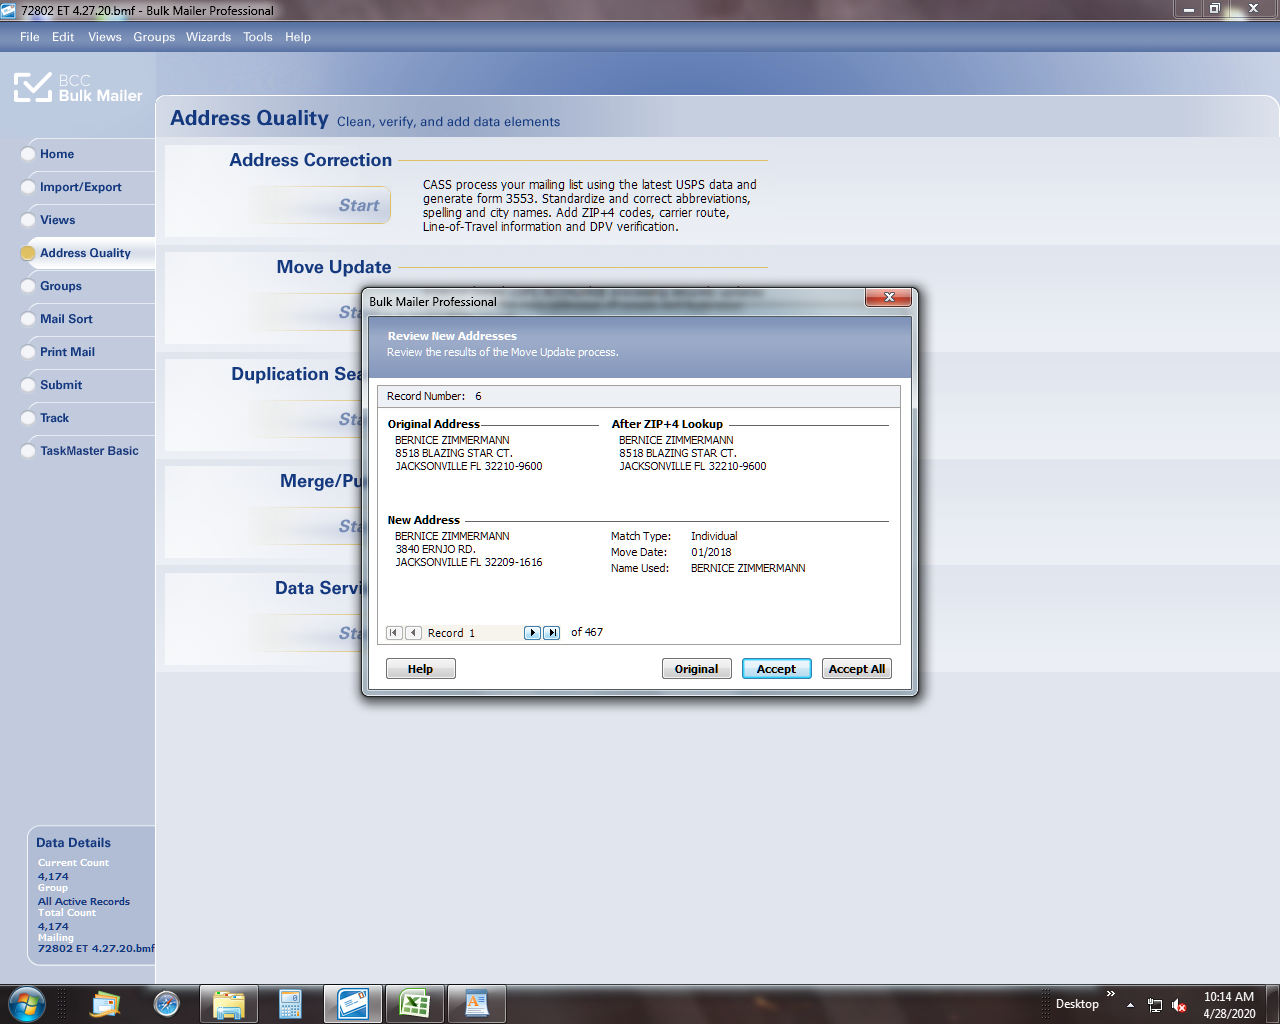 72802 ET 4.27.20.bmf - Bulk Mailer Professional
File Edit Views Groups Wizards Tools Help
BCC
Bulk Mailer
Address Quality Clean, verify, and add data elements
Home
Import/Export
Views
Address Quality
Groups
Mail Sort
Print Mail
Submit
Track
TaskMaster Basic
Address Correction
Start
CASS process your mailing list using the latest USPS data and
generate form 3553. Standardize and correct abbreviations,
spelling and city names. Add ZIP+4 codes, carrier route,
Line-of-Travel information and DPV verification.
Move Update
Sta
Duplication Sea
Sta
Merge/Pu
Sta
Data Servi
Sta
Bulk Mailer Professional
Review New Addresses
Review the results of the Move Update process.
Record Number: 6
Original Address
BERNICE ZIMMERMANN
8518 BLAZING STAR CT.
JACKSONVILLE FL 32210-9600
After ZIP+4 Lookup
BERNICE ZIMMERMANN
8518 BLAZING STAR CT.
JACKSONVILLE FL 32210-9600
New Address
BERNICE ZIMMERMANN
3840 ERNJO RD.
JACKSONVILLE FL 32209-1616
Match Type: Individual
Move Date: 01/2018
Name Used: BERNICE ZIMMERMANN
Record 1 of 467
Help Original Accept Accept All
Data Details
Current Count
4,174
Group
All Active Records
Total Count
4,174
Mailing
72802 ET 4.27.20.bmf
Desktop
10:14 AM
4/28/2020